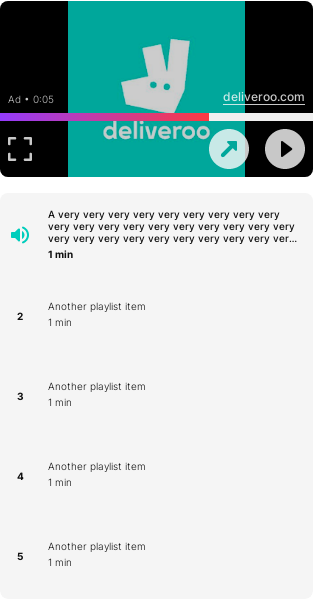 Ad • 0:05
deliveroo.com
deliveroo
A very very very very very very very very very
very very very very very very very very very very
very very very very very very very very very ver...
1 min
2
Another playlist item
1 min
3
Another playlist item
1 min
4
Another playlist item
1 min
5
Another playlist item
1 min